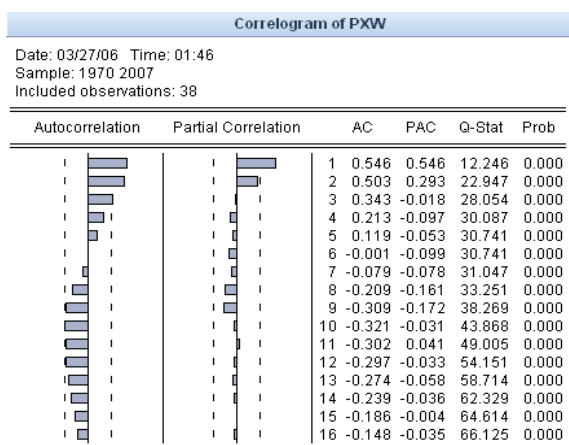 Correlogram of PXW
Date: 03/27/06 Time: 01:46
Sample: 1970 2007
Included observations: 38
Autocorrelation Partial Correlation AC PAC Q-Stat Prob
1 0.546 0.546 12.246 0.000
2 0.503 0.293 22.947 0.000
3 0.343 -0.018 28.054 0.000
4 0.213 -0.097 30.087 0.000
5 0.119 -0.053 30.741 0.000
6 -0.001 -0.099 30.741 0.000
7 -0.079 -0.078 31.047 0.000
8 -0.209 -0.161 33.251 0.000
9 -0.309 -0.172 38.269 0.000
10 -0.321 -0.031 43.868 0.000
11 -0.302 0.041 49.005 0.000
12 -0.297 -0.033 54.151 0.000
13 -0.274 -0.058 58.714 0.000
14 -0.239 -0.036 62.329 0.000
15 -0.186 -0.004 64.614 0.000
16 -0.148 -0.035 66.125 0.000